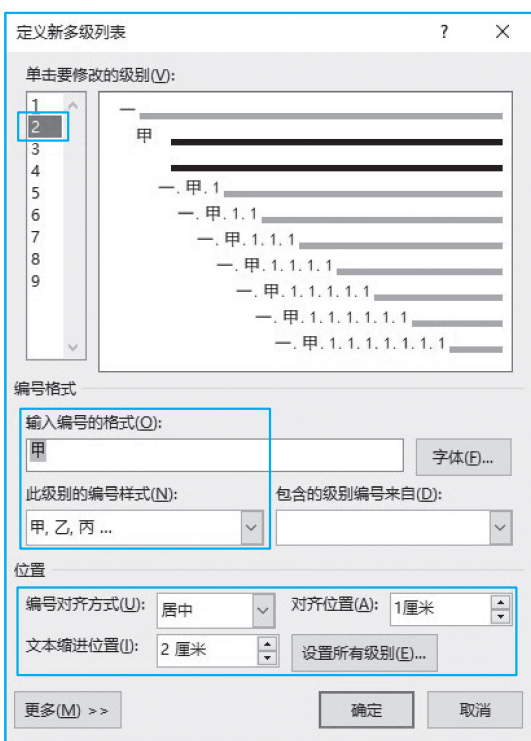 定义新多级列表 ?
单击要修改的级别(V):
1
2
3
4
5
6
7
8
9
一
甲
一. 甲. 1
一. 甲. 1. 1
一. 甲. 1. 1. 1
一. 甲. 1. 1. 1. 1
一. 甲. 1. 1. 1. 1. 1
一. 甲. 1. 1. 1. 1. 1. 1
一. 甲. 1. 1. 1. 1. 1. 1. 1
编号格式
输入编号的格式(O):
甲 字体(F)...
此级别的编号样式(N): 包含的级别编号来自(D):
甲, 乙, 丙 ...
位置
编号对齐方式(U): 居中 对齐位置(A): 1厘米
文本缩进位置(I): 2 厘米 设置所有级别(E)...
更多(M) >> 确定 取消